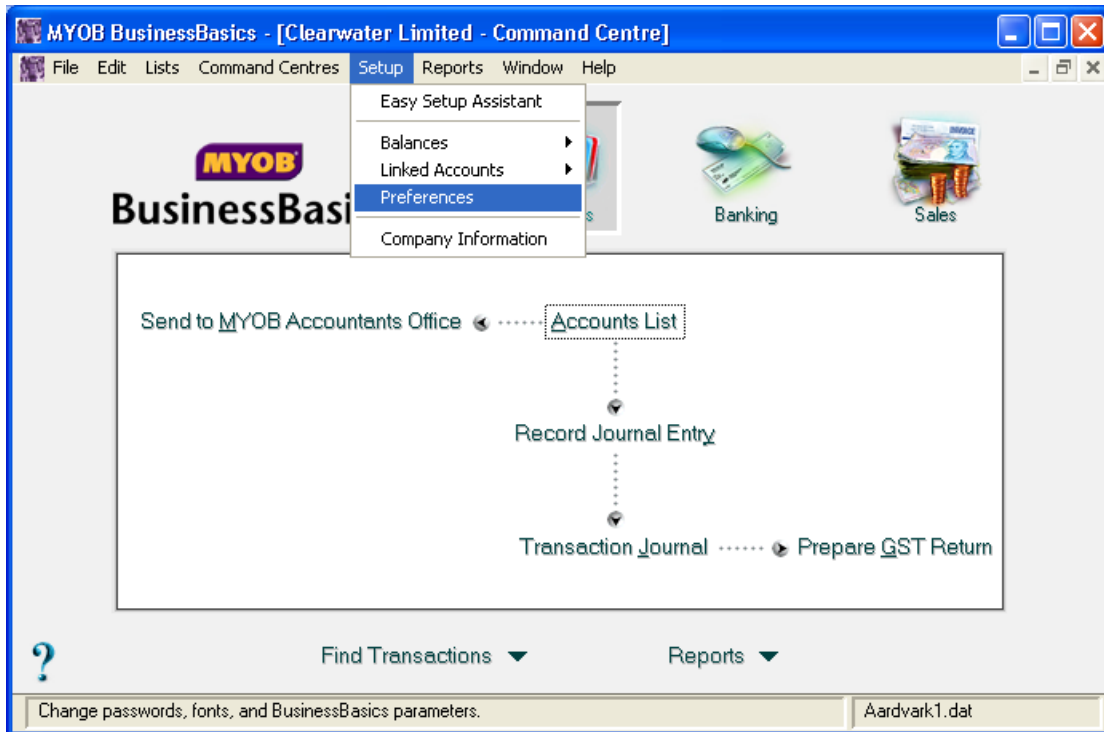 MYOB BusinessBasics - [Clearwater Limited - Command Centre]
File Edit Lists Command Centres Setup Reports Window Help
Easy Setup Assistant
Balances
Linked Accounts
Preferences
Company Information
MYOB
BusinessBasi
s
Banking
INVOICE
Sales
Send to MYOB Accountants Office
Accounts List
Record Journal Entry
Transaction Journal
Prepare GST Return
?
Find Transactions
Reports
Change passwords, fonts, and BusinessBasics parameters.
Aardvark1.dat